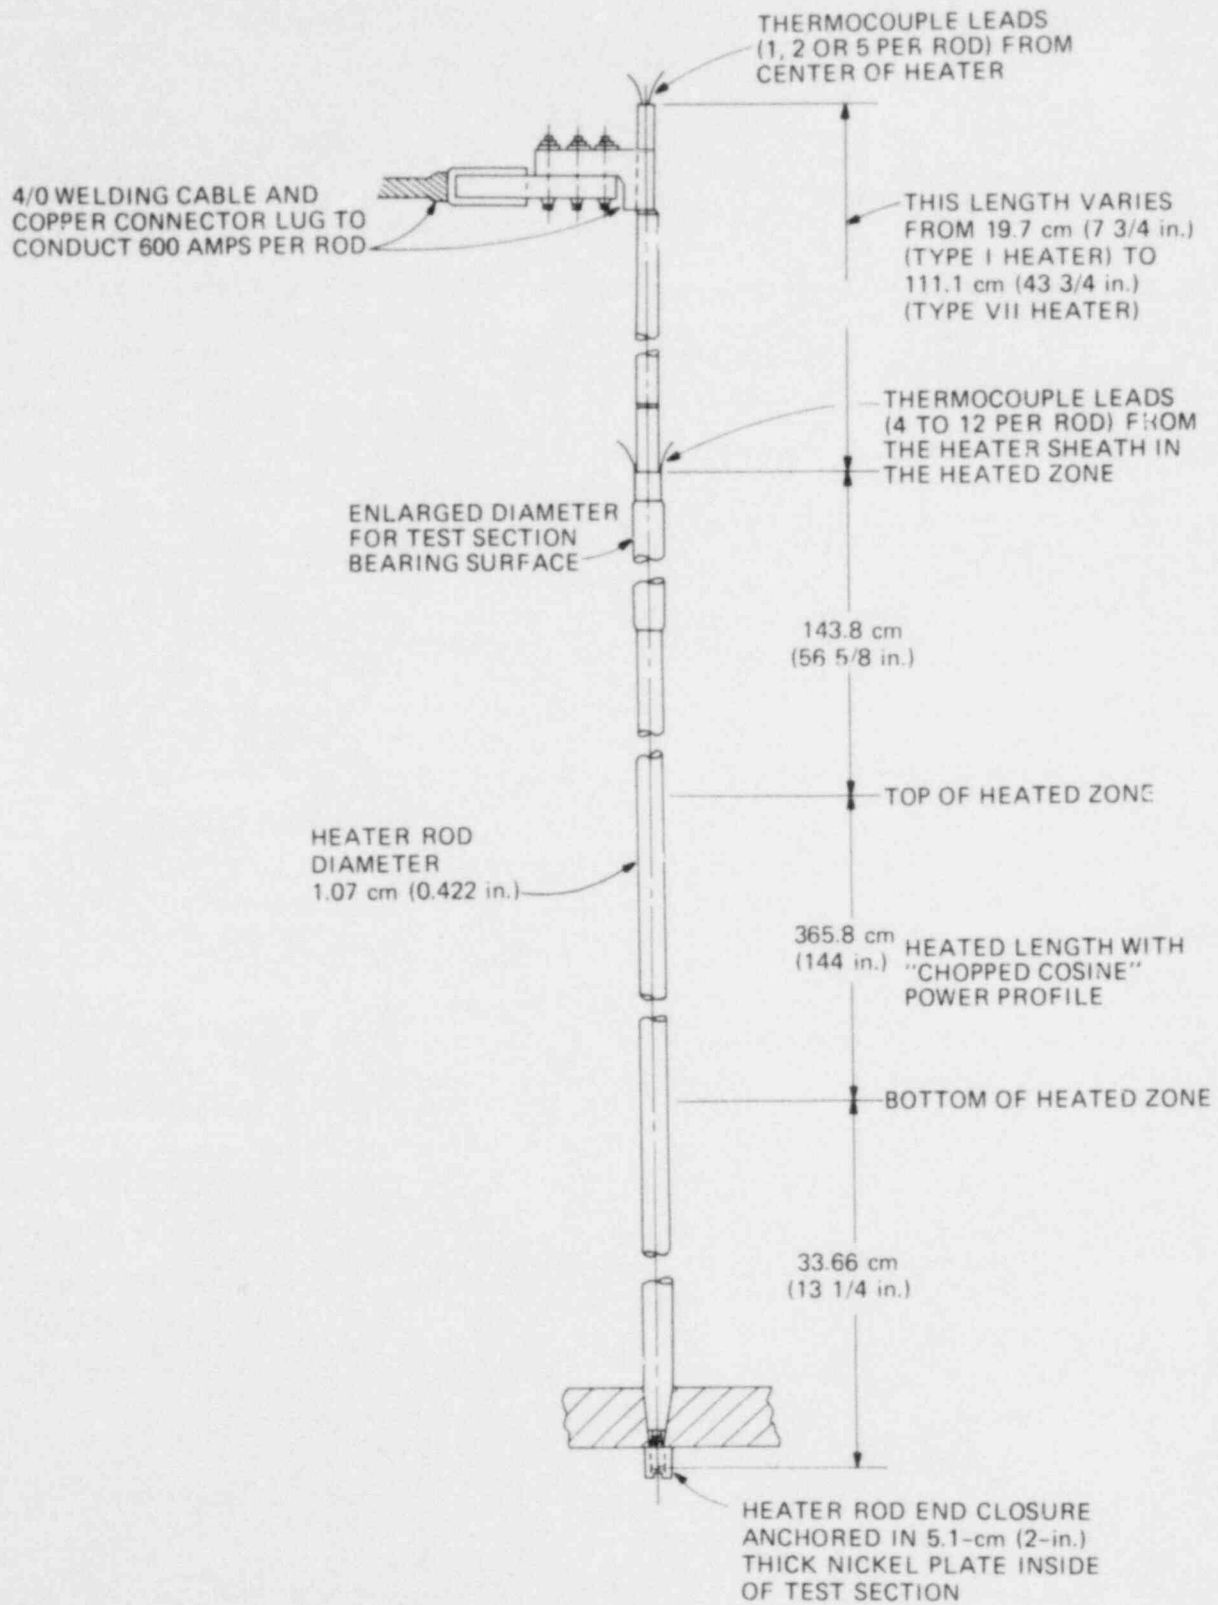 THERMOCOUPLE LEADS
(1, 2 OR 5 PER ROD) FROM
CENTER OF HEATER
4/0 WELDING CABLE AND
COPPER CONNECTOR LUG TO
CONDUCT 600 AMPS PER ROD
THIS LENGTH VARIES
FROM 19.7 cm (7 3/4 in.)
(TYPE I HEATER) TO
111.1 cm (43 3/4 in.)
(TYPE VII HEATER)
THERMOCOUPLE LEADS
(4 TO 12 PER ROD) FROM
THE HEATER SHEATH IN
THE HEATED ZONE
ENLARGED DIAMETER
FOR TEST SECTION
BEARING SURFACE
143.8 cm
(56 5/8 in.)
TOP OF HEATED ZONE
HEATER ROD
DIAMETER
1.07 cm (0.422 in.)
365.8 cm
(144 in.)
HEATED LENGTH WITH
"CHOPPED COSINE"
POWER PROFILE
BOTTOM OF HEATED ZONE
33.66 cm
(13 1/4 in.)
HEATER ROD END CLOSURE
ANCHORED IN 5.1-cm (2-in.)
THICK NICKEL PLATE INSIDE
OF TEST SECTION